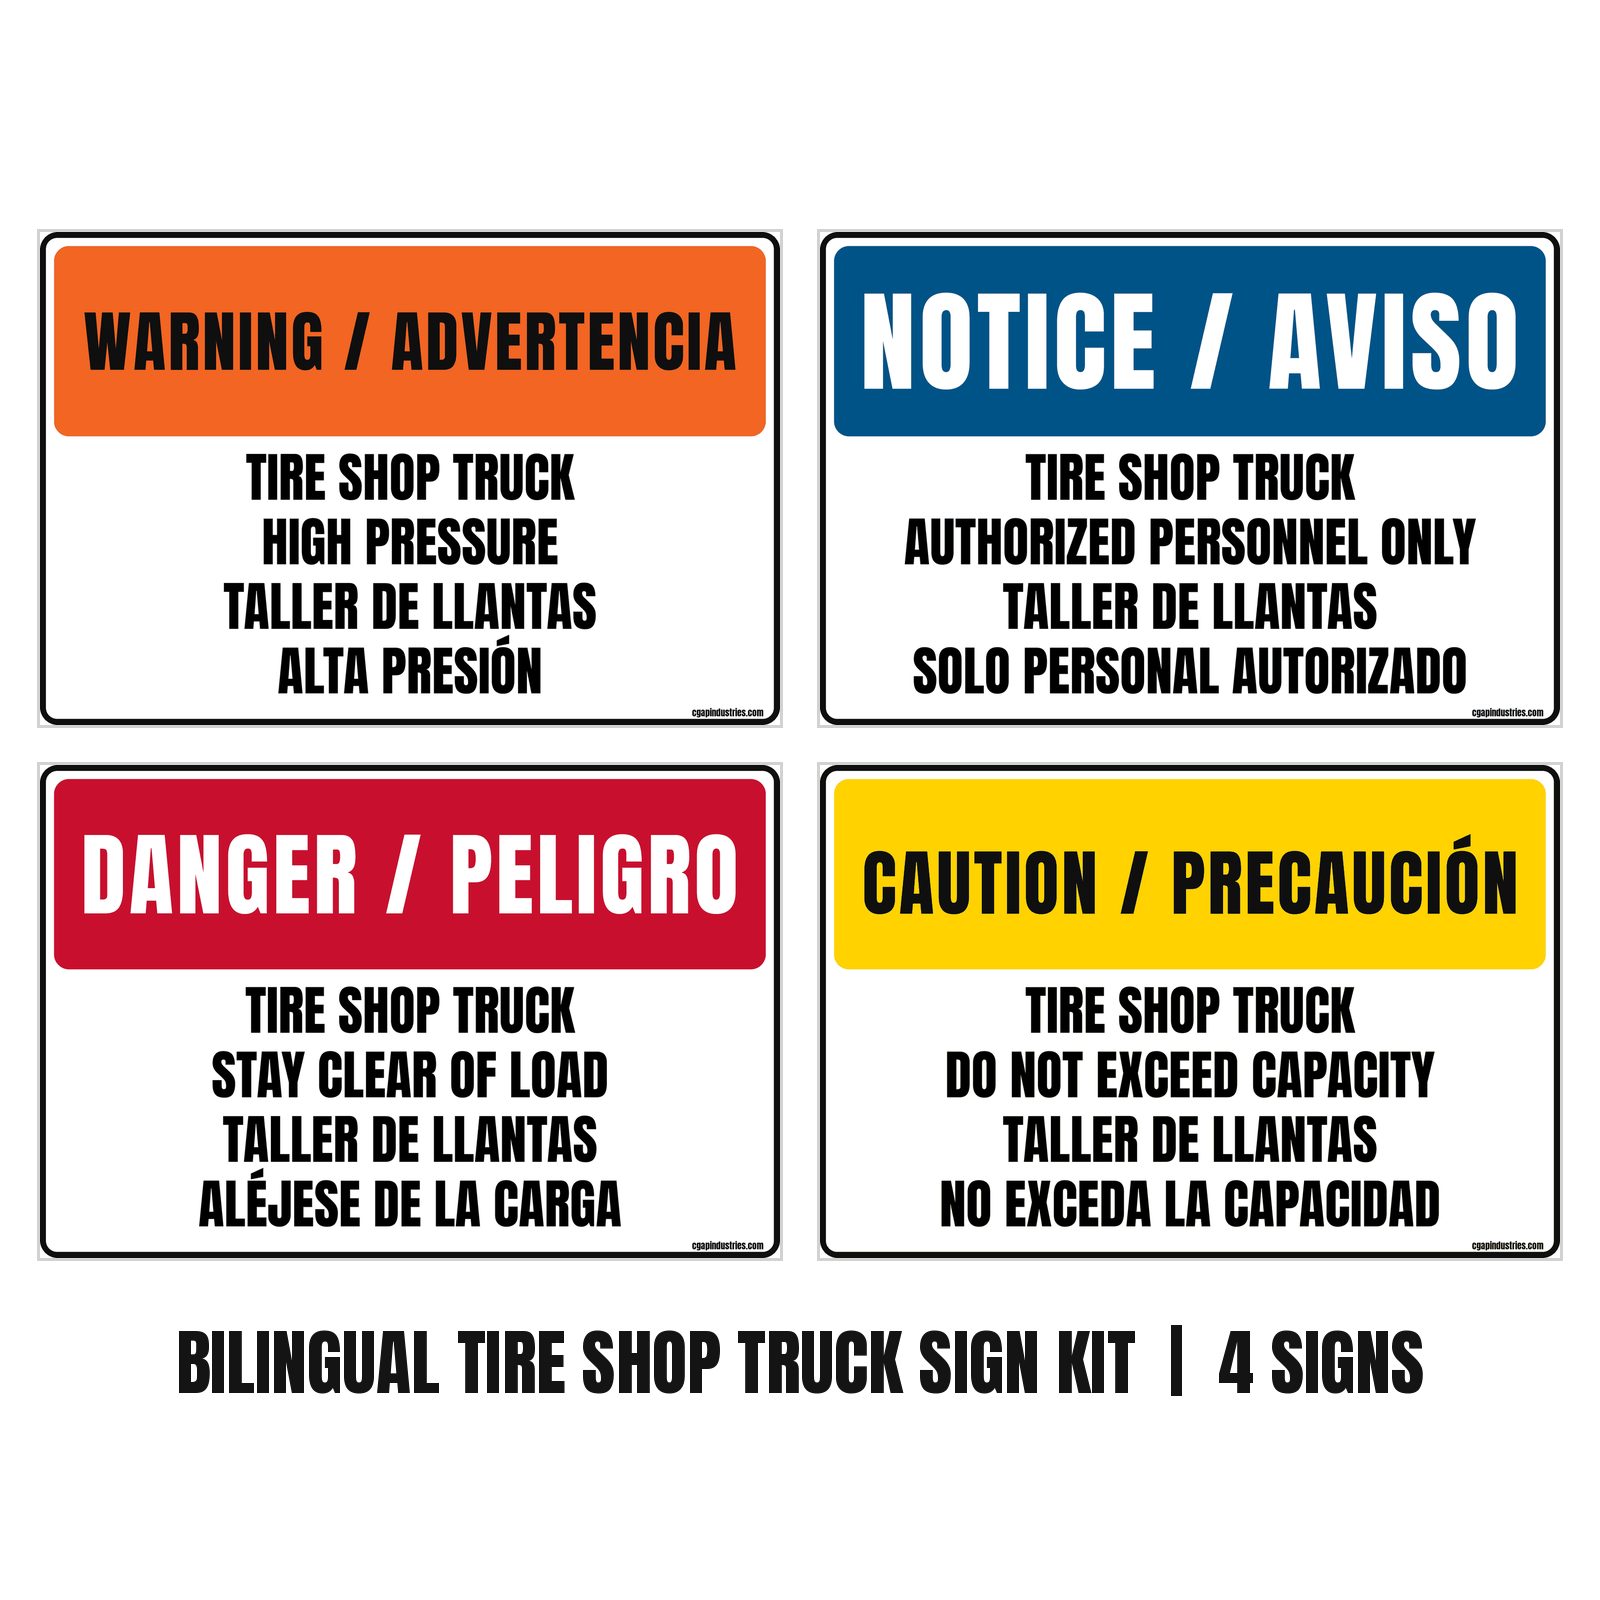 WARNING / ADVERTENCIA
TIRE SHOP TRUCK
HIGH PRESSURE
TALLER DE LLANTAS
ALTA PRESIÓN
cgapindustries.com
NOTICE / AVISO
TIRE SHOP TRUCK
AUTHORIZED PERSONNEL ONLY
TALLER DE LLANTAS
SOLO PERSONAL AUTORIZADO
cgapindustries.com
DANGER / PELIGRO
TIRE SHOP TRUCK
STAY CLEAR OF LOAD
TALLER DE LLANTAS
ALÉJESE DE LA CARGA
cgapindustries.com
CAUTION / PRECAUCIÓN
TIRE SHOP TRUCK
DO NOT EXCEED CAPACITY
TALLER DE LLANTAS
NO EXCEDA LA CAPACIDAD
cgapindustries.com
BILINGUAL TIRE SHOP TRUCK SIGN KIT | 4 SIGNS